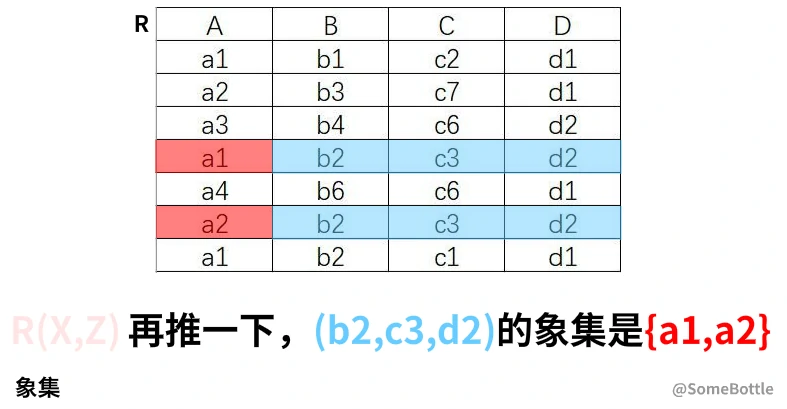 R A B C D
a1 b1 c2 d1
a2 b3 c7 d1
a3 b4 c6 d2
a1 b2 c3 d2
a4 b6 c6 d1
a2 b2 c3 d2
a1 b2 c1 d1
R(X,Z) 再推一下，(b2,c3,d2)的象集是{a1,a2}
象集
@SomeBottle